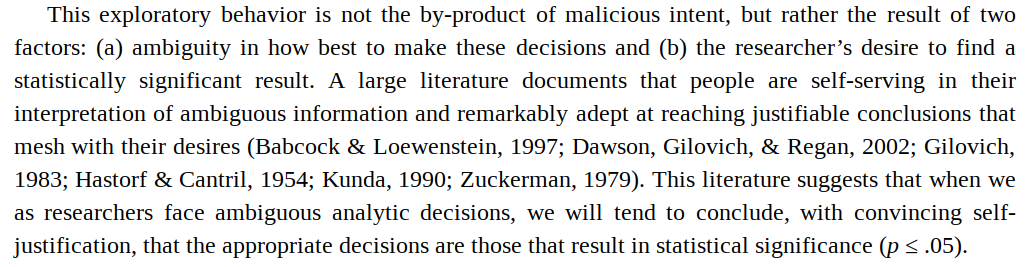 This exploratory behavior is not the by-product of malicious intent, but rather the result of two
factors: (a) ambiguity in how best to make these decisions and (b) the researcher’s desire to find a
statistically significant result. A large literature documents that people are self-serving in their
interpretation of ambiguous information and remarkably adept at reaching justifiable conclusions that
mesh with their desires (Babcock & Loewenstein, 1997; Dawson, Gilovich, & Regan, 2002; Gilovich,
1983; Hastorf & Cantril, 1954; Kunda, 1990; Zuckerman, 1979). This literature suggests that when we
as researchers face ambiguous analytic decisions, we will tend to conclude, with convincing self-
justification, that the appropriate decisions are those that result in statistical significance (p ≤ .05).